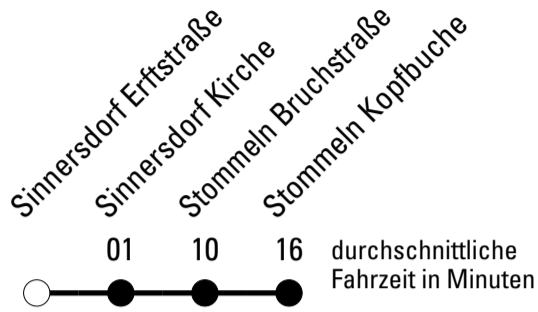 Sinnersdorf Erftstraße
Sinnersdorf Kirche
Stommeln Bruchstraße
Stommeln Kopfbuche
01 10 16
durchschnittliche
Fahrzeit in Minuten